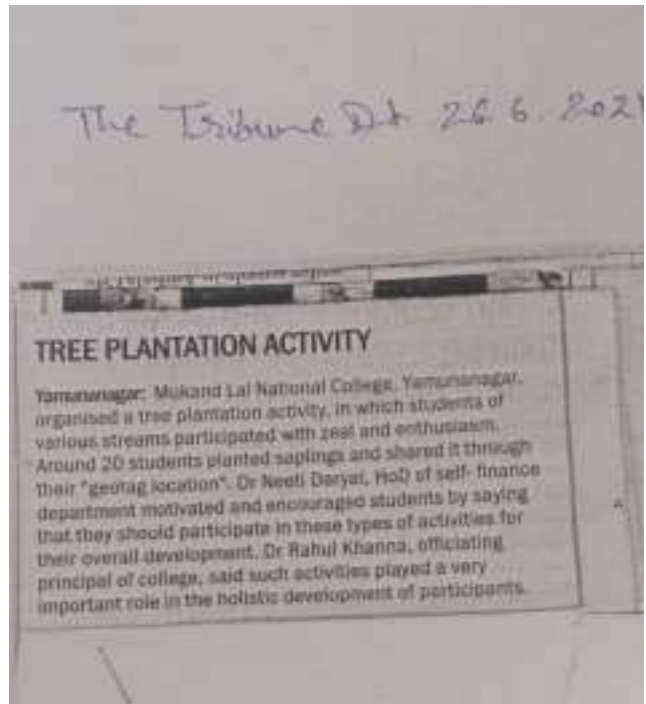 The Tribune Dt 26.6.2021
TREE PLANTATION ACTIVITY
Yamunanagar: Mukand Lal National College, Yamunanagar,
organised a tree plantation activity, in which students of
various streams participated with zeal and enthusiasm.
Around 20 students planted saplings and shared it through
their "geotag location". Dr Neeti Daryal, HoD of self- finance
department motivated and encouraged students by saying
that they should participate in these types of activities for
their overall development. Dr Rahul Khanna, officiating
principal of college, said such activities played a very
important role in the holistic development of participants.